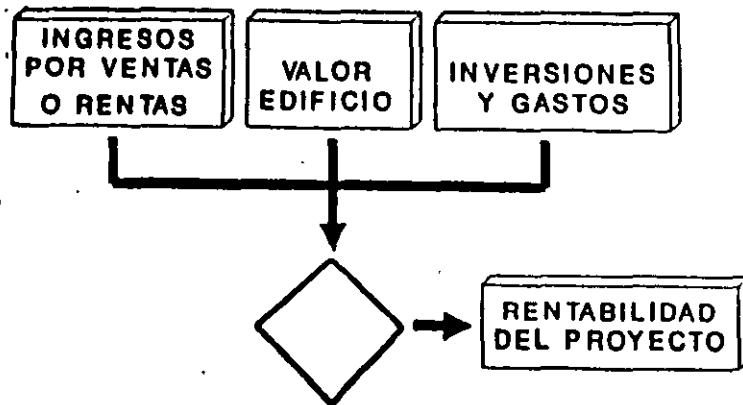 INGRESOS
POR VENTAS
O RENTAS
VALOR
EDIFICIO
INVERSIONES
Y GASTOS
RENTABILIDAD
DEL PROYECTO